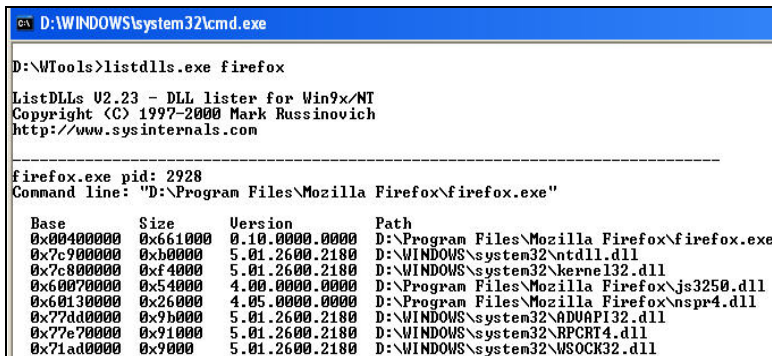 D:\WINDOWS\system32\cmd.exe
D:\WTools>listdlls.exe firefox
ListDLLs V2.23 - DLL lister for Win9x/NT
Copyright (C) 1997-2000 Mark Russinovich
http://www.sysinternals.com
------------------------------------------------------------------------------
firefox.exe pid: 2928
Command line: "D:\Program Files\Mozilla Firefox\firefox.exe"
Base Size Version Path
0x00400000 0x661000 0.10.0000.0000 D:\Program Files\Mozilla Firefox\firefox.exe
0x7c900000 0xb0000 5.01.2600.2180 D:\WINDOWS\system32\ntdll.dll
0x7c800000 0xf4000 5.01.2600.2180 D:\WINDOWS\system32\kernel32.dll
0x60070000 0x54000 4.00.0000.0000 D:\Program Files\Mozilla Firefox\js3250.dll
0x60130000 0x26000 4.05.0000.0000 D:\Program Files\Mozilla Firefox\nspr4.dll
0x77dd0000 0x9b000 5.01.2600.2180 D:\WINDOWS\system32\ADVAPI32.dll
0x77e70000 0x91000 5.01.2600.2180 D:\WINDOWS\system32\RPCRT4.dll
0x71ad0000 0x9000 5.01.2600.2180 D:\WINDOWS\system32\WSOCK32.dll